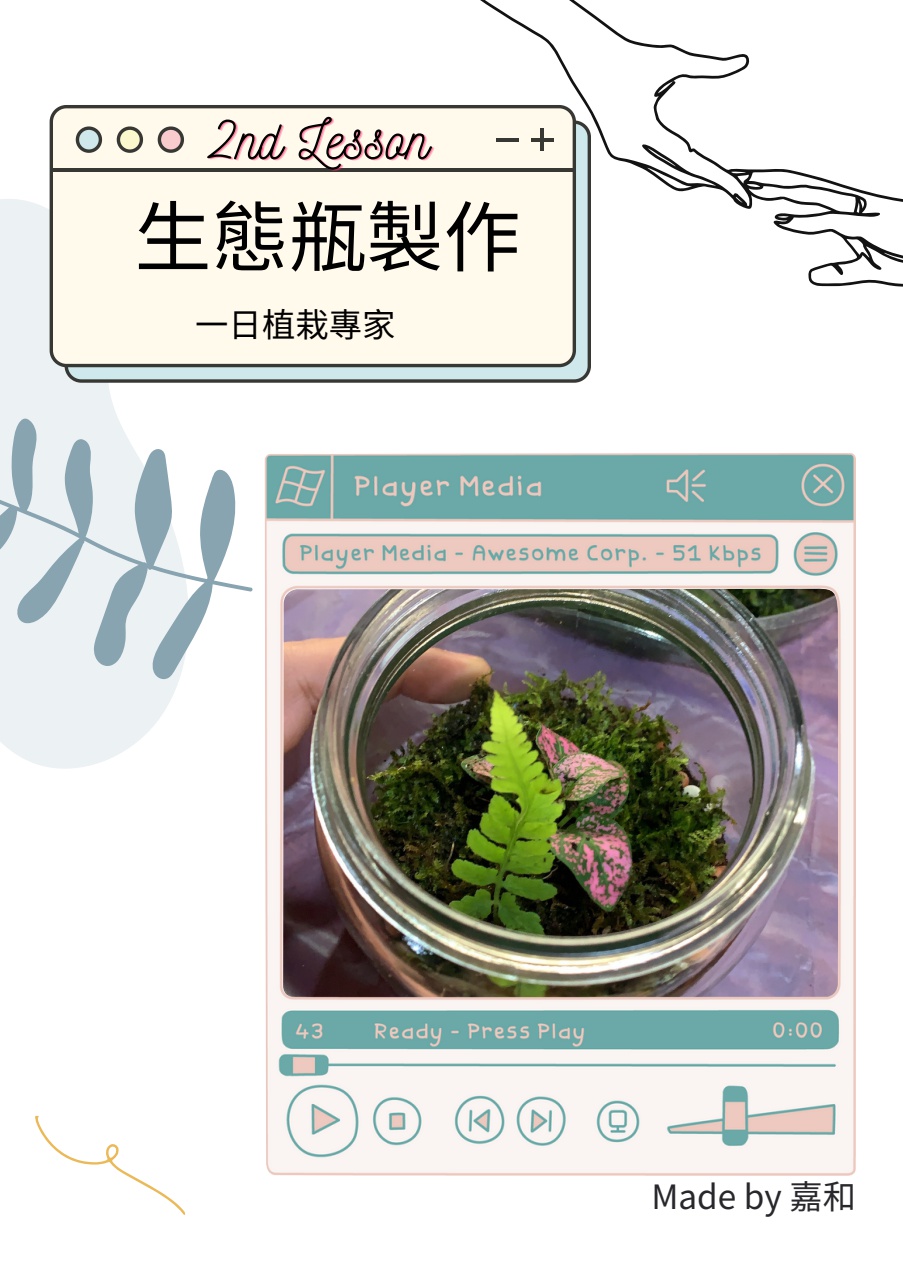 2nd Lesson
生態瓶製作
一日植栽專家
Player Media
Player Media - Awesome Corp. - 51 Kbps
43 Ready - Press Play 0:00
Made by 嘉和